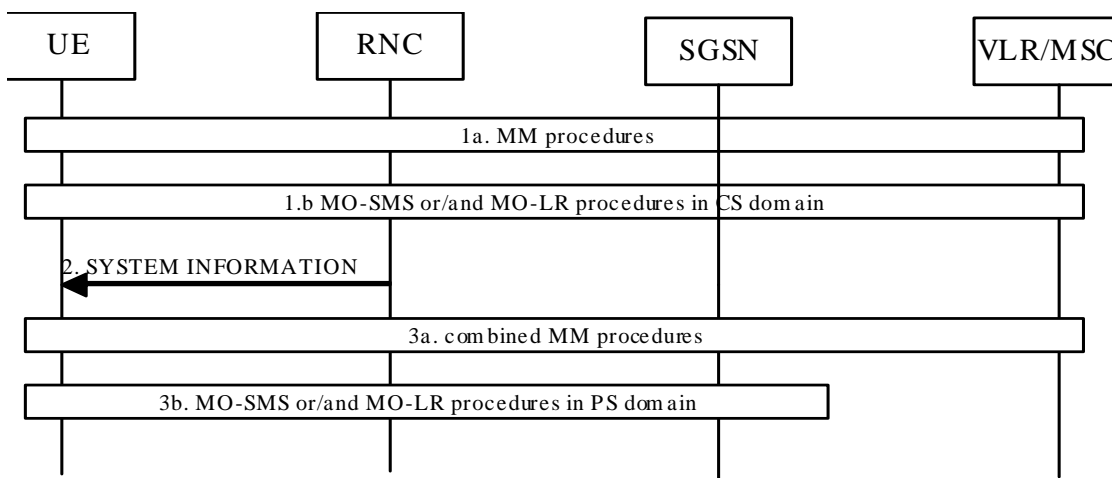 UE
RNC
SGSN
VLR/MSC
1a. MM procedures
1.b MO-SMS or/and MO-LR procedures in CS domain
2. SYSTEM INFORMATION
3a. combined MM procedures
3b. MO-SMS or/and MO-LR procedures in PS domain